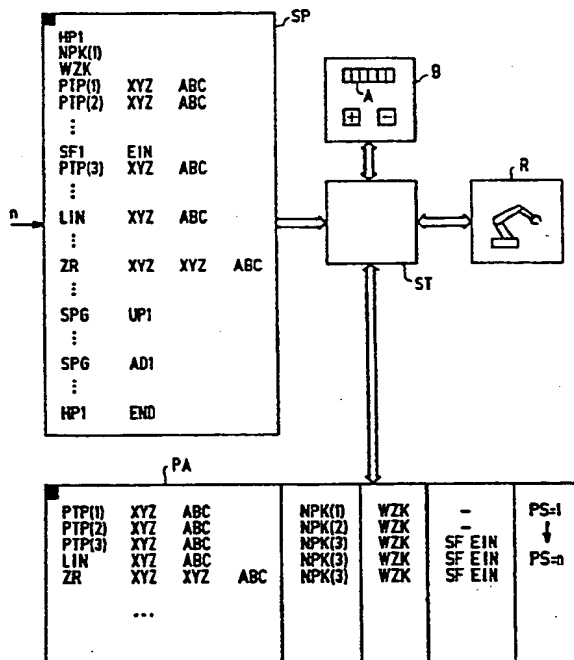 SP
HP1
NPK(1)
WZK
PTP(1) XYZ ABC
PTP(2) XYZ ABC
⋮
SF1 EIN
PTP(3) XYZ ABC
⋮
LIN XYZ ABC
⋮
ZR XYZ XYZ ABC
⋮
SPG UP1
⋮
SPG AD1
⋮
HP1 END
n
B
A
+ -
R
ST
PA
PTP(1) XYZ ABC NPK(1) WZK - PS=1
PTP(2) XYZ ABC NPK(2) WZK -
PTP(3) XYZ ABC NPK(3) WZK SF EIN
LIN XYZ ABC NPK(3) WZK SF EIN PS=n
ZR XYZ XYZ ABC NPK(3) WZK SF EIN
...